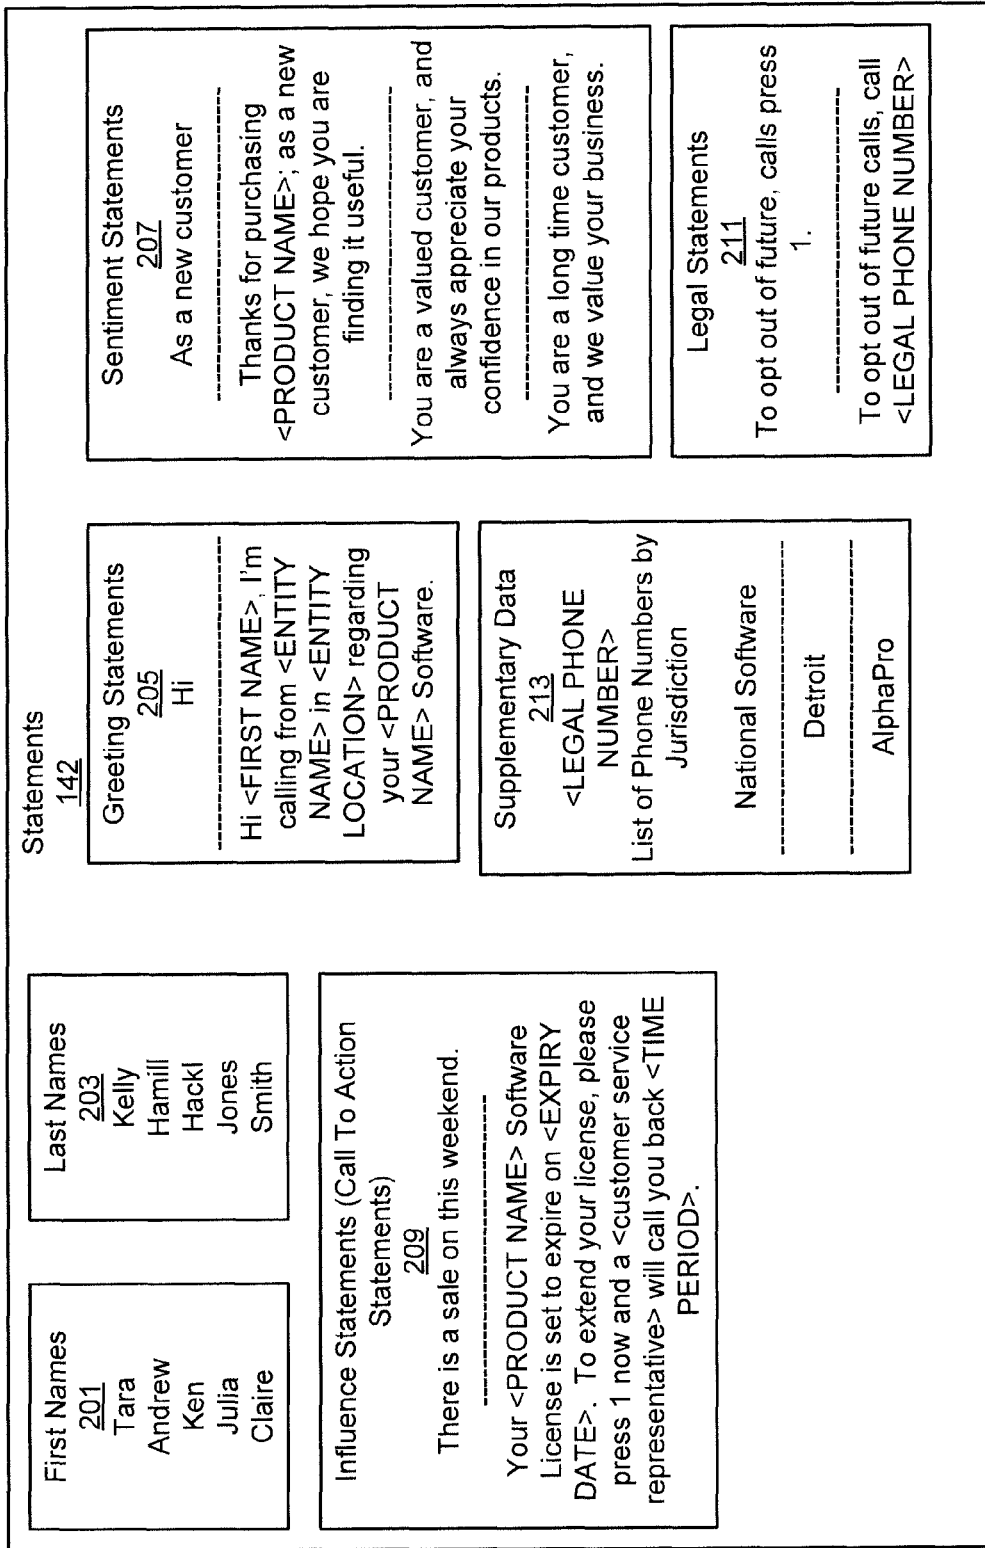 Statements
142
First Names
201
Tara
Andrew
Ken
Julia
Claire
Last Names
203
Kelly
Hamill
Hackl
Jones
Smith
Greeting Statements
205
Hi
Hi <FIRST NAME>, I'm
calling from <ENTITY
NAME> in <ENTITY
LOCATION> regarding
your <PRODUCT
NAME> Software.
Sentiment Statements
207
As a new customer
Thanks for purchasing
<PRODUCT NAME>; as a new
customer, we hope you are
finding it useful.
You are a valued customer, and
always appreciate your
confidence in our products.
You are a long time customer,
and we value your business.
Influence Statements (Call To Action
Statements)
209
There is a sale on this weekend.
Your <PRODUCT NAME> Software
License is set to expire on <EXPIRY
DATE>. To extend your license, please
press 1 now and a <customer service
representative> will call you back <TIME
PERIOD>.
Supplementary Data
213
<LEGAL PHONE
NUMBER>
List of Phone Numbers by
Jurisdiction
National Software
Detroit
AlphaPro
Legal Statements
211
To opt out of future, calls press
1.
To opt out of future calls, call
<LEGAL PHONE NUMBER>